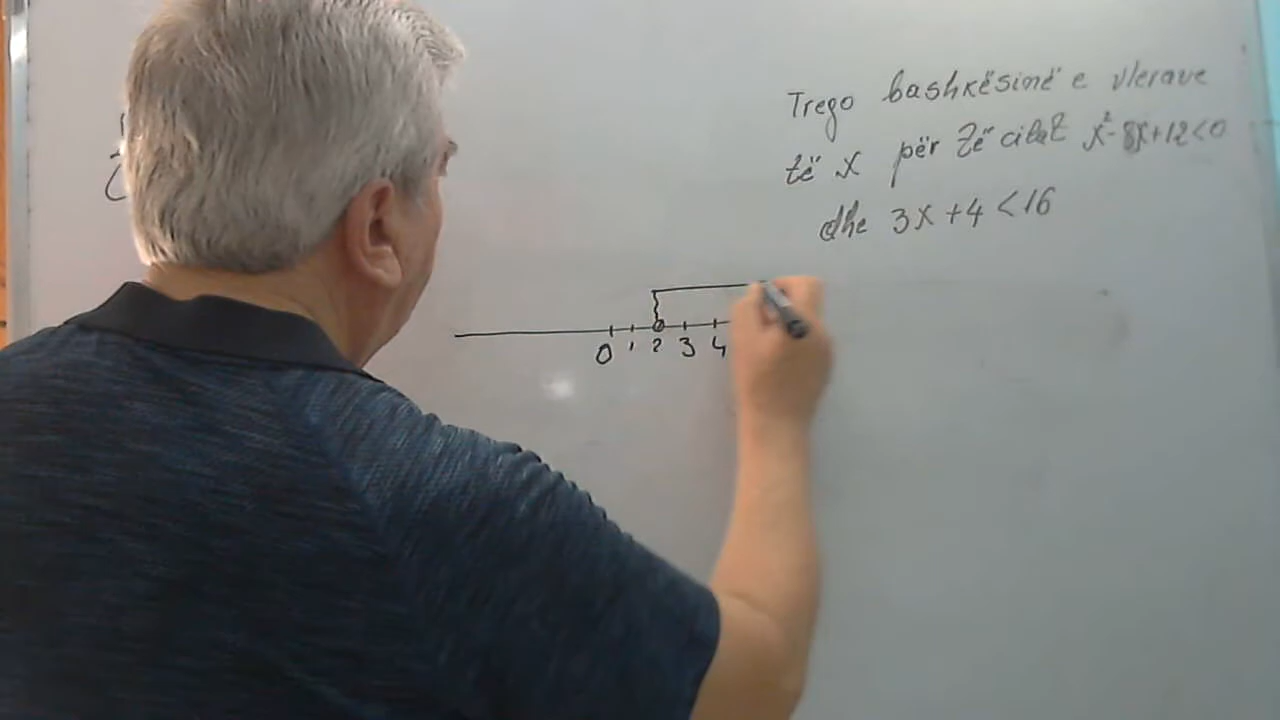 Trego bashkësinë e vlerave
të x për të cilat x²-8x+12<0
dhe 3x+4<16
0 1 2 3 4